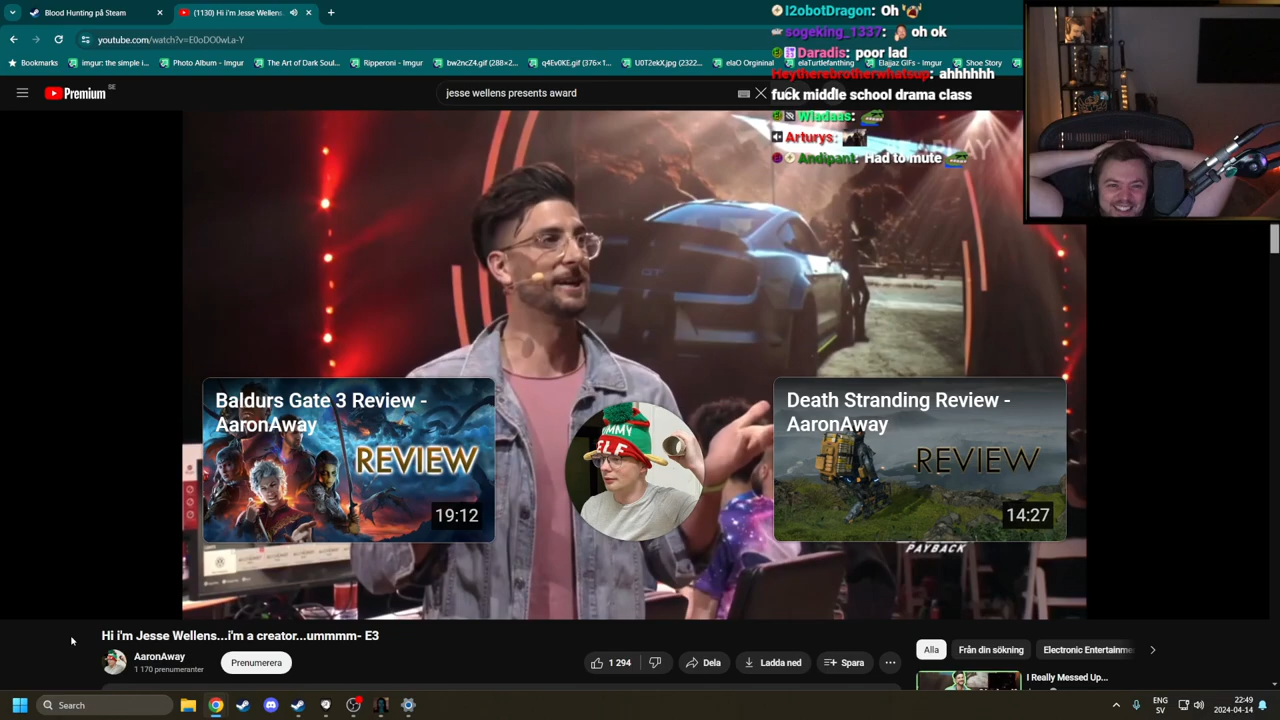 Blood Hunting på Steam
(1130) Hi i'm Jesse Wellens
youtube.com/watch?v=E0oDO0wLa-Y
Bookmarks
imgur: the simple i...
Photo Album - Imgur
The Art of Dark Soul...
Ripperoni - Imgur
bw2ncZ4.gif (288×2...
q4Ev0KE.gif (376×1...
U0T2ekX.jpg (2322...
elaO Orgininal
elaTurtlefanthing
Elajjaz GIFs - Imgur
Shoe Story
Premium SE
jesse wellens presents award
I2obotDragon: Oh
sogeking_1337: oh ok
Daradis: poor lad
Heytherebrotherwhatsup: ahhhhhh
fuck middle school drama class
Wladaas:
Arturys:
Andipant: Had to mute
GT
Baldurs Gate 3 Review -
AaronAway
REVIEW
19:12
ELF
Death Stranding Review -
AaronAway
REVIEW
14:27
PAYBACK
Hi i'm Jesse Wellens...i'm a creator...ummmm- E3
AaronAway
1 170 prenumeranter
Prenumerera
1 294
Dela
Ladda ned
Spara
Alla
Från din sökning
Electronic Entertainme
I Really Messed Up...
Search
ENG
SV
22:49
2024-04-14